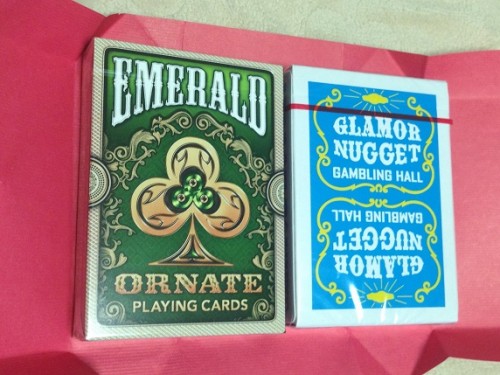 EMERALD
ORNATE
PLAYING CARDS
GLAMOR
NUGGET
GAMBLING HALL
GAMBLING HALL
NUGGET
GLAMOR